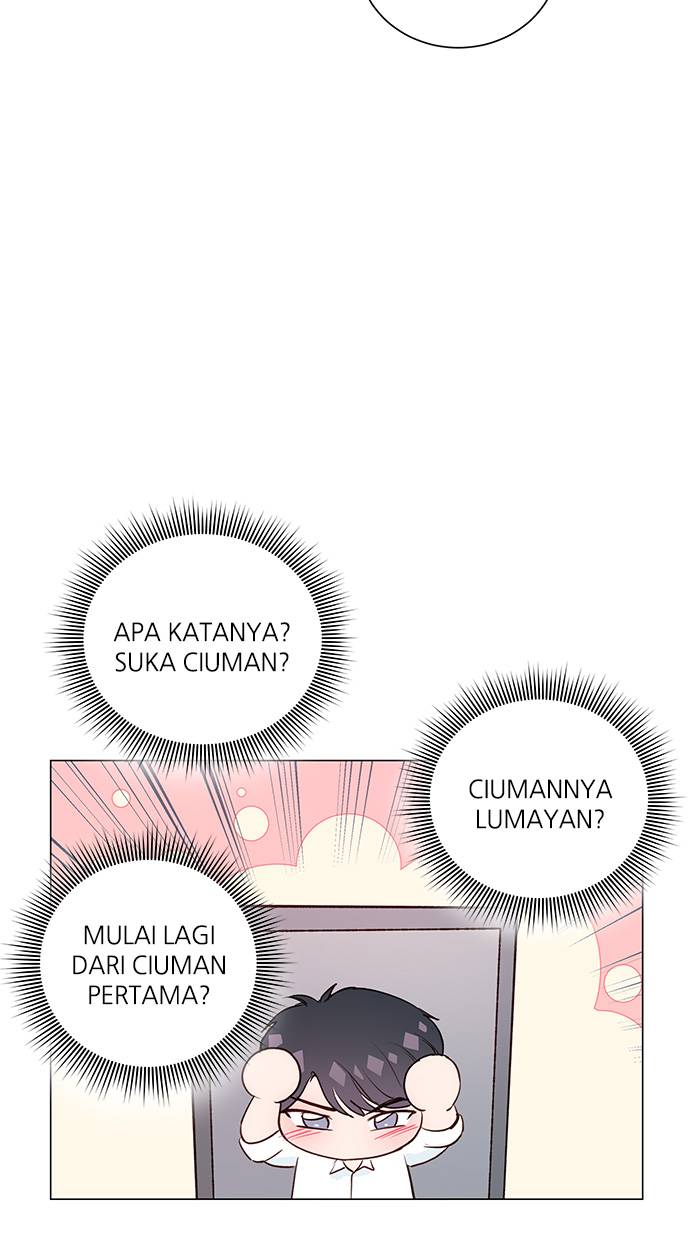 APA KATANYA?
SUKA CIUMAN?
CIUMANNYA
LUMAYAN?
MULAI LAGI
DARI CIUMAN
PERTAMA?